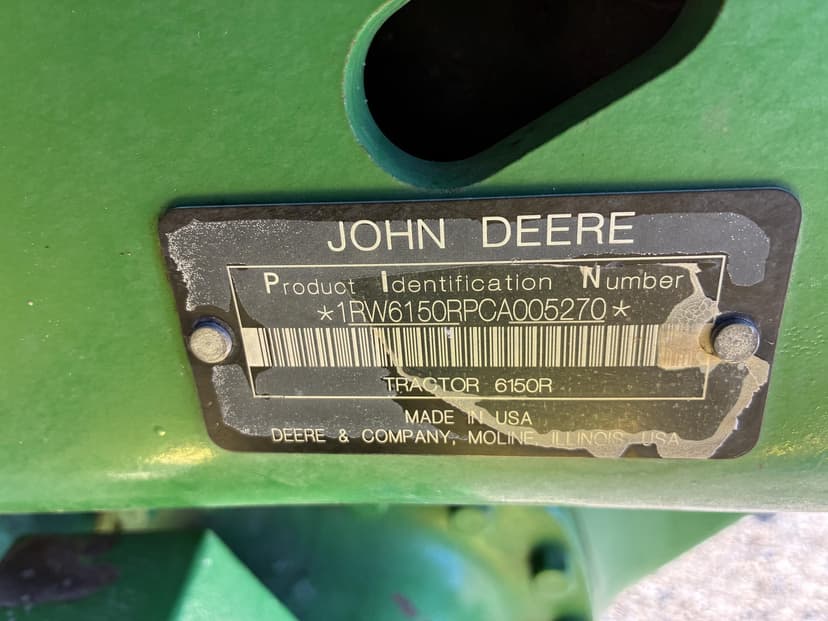 JOHN DEERE
Product Identification Number
*1RW6150RPCA005270*
TRACTOR 6150R
MADE IN USA
DEERE & COMPANY, MOLINE, ILLINOIS, USA